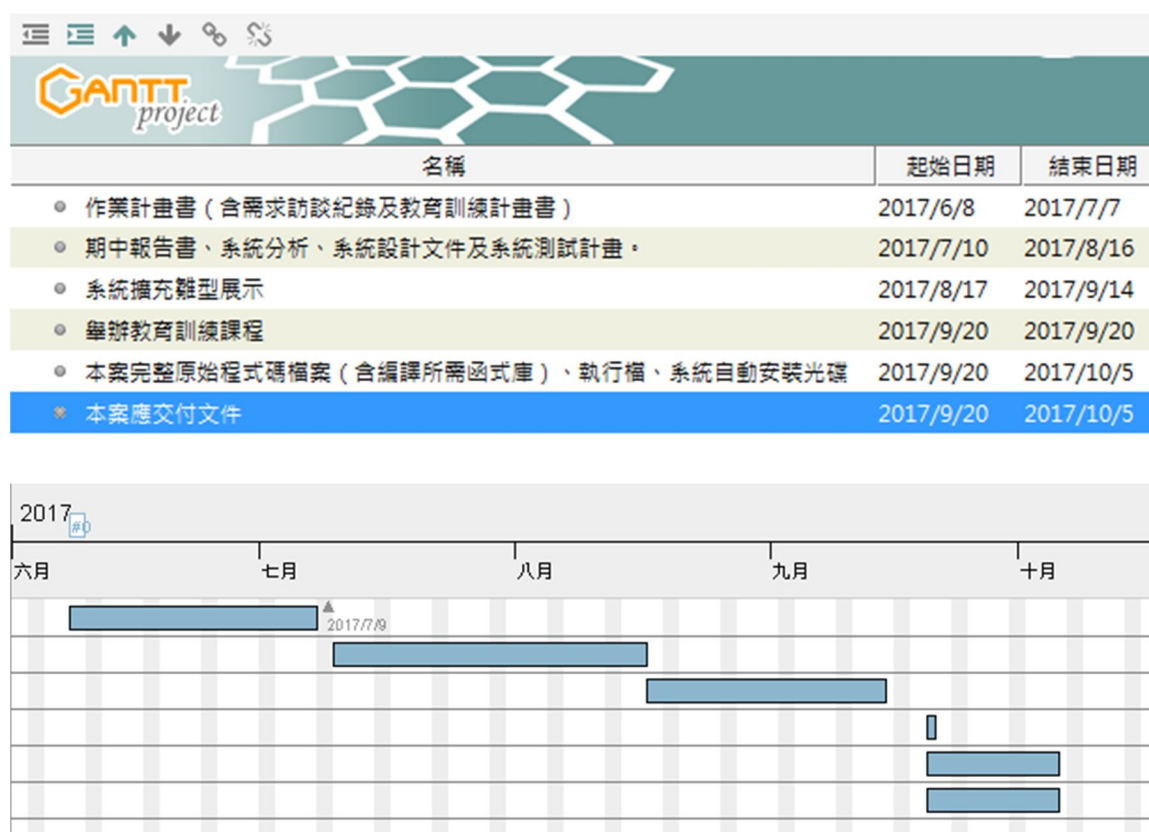 GANTT
project
名稱 起始日期 結束日期
作業計畫書（含需求訪談紀錄及教育訓練計畫書） 2017/6/8 2017/7/7
期中報告書、系統分析、系統設計文件及系統測試計畫。 2017/7/10 2017/8/16
系統擴充雛型展示 2017/8/17 2017/9/14
舉辦教育訓練課程 2017/9/20 2017/9/20
本案完整原始程式碼檔案（含編譯所需函式庫）、執行檔、系統自動安裝光碟 2017/9/20 2017/10/5
本案應交付文件 2017/9/20 2017/10/5
2017
#0
六月 七月 八月 九月 十月
2017/7/9